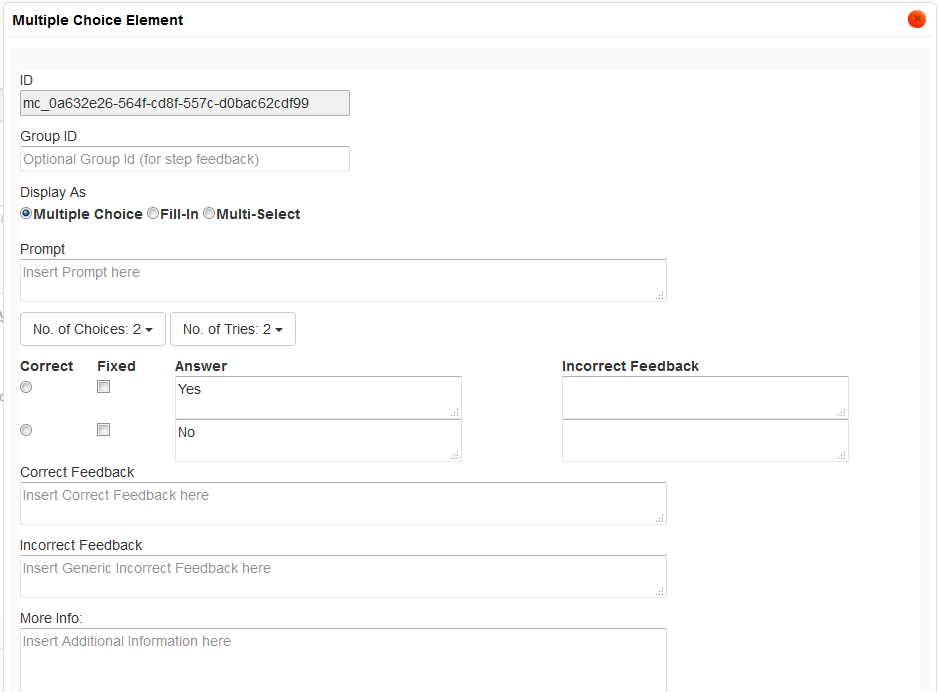 Multiple Choice Element
ID
mc_0a632e26-564f-cd8f-557c-d0bac62cdf99
Group ID
Optional Group Id (for step feedback)
Display As
Multiple Choice Fill-In Multi-Select
Prompt
Insert Prompt here
No. of Choices: 2 No. of Tries: 2
Correct Fixed Answer Incorrect Feedback
Yes
No
Correct Feedback
Insert Correct Feedback here
Incorrect Feedback
Insert Generic Incorrect Feedback here
More Info:
Insert Additional Information here